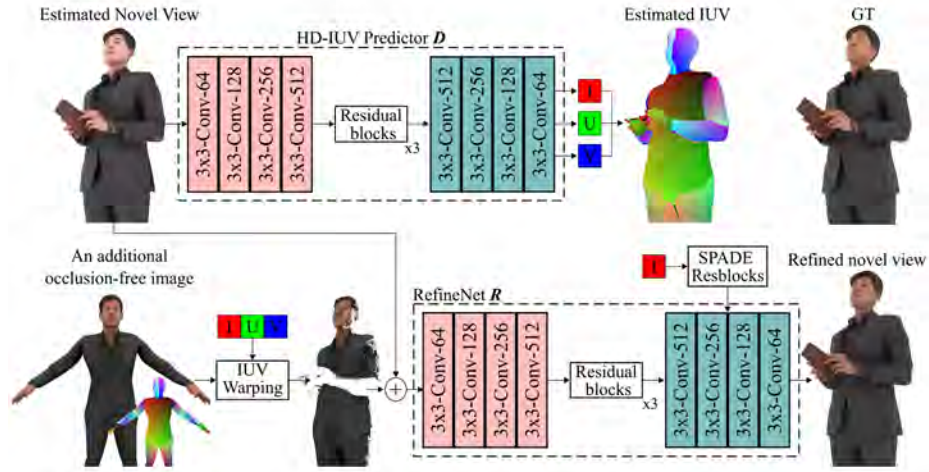 Estimated Novel View
HD-IUV Predictor D
Estimated IUV
GT
3x3-Conv-64
3x3-Conv-128
3x3-Conv-256
3x3-Conv-512
Residual
blocks
x3
3x3-Conv-512
3x3-Conv-256
3x3-Conv-128
3x3-Conv-64
I
U
V
An additional
occlusion-free image
I U V
IUV
Warping
RefineNet R
3x3-Conv-64
3x3-Conv-128
3x3-Conv-256
3x3-Conv-512
Residual
blocks
x3
I
SPADE
Resblocks
3x3-Conv-512
3x3-Conv-256
3x3-Conv-128
3x3-Conv-64
Refined novel view